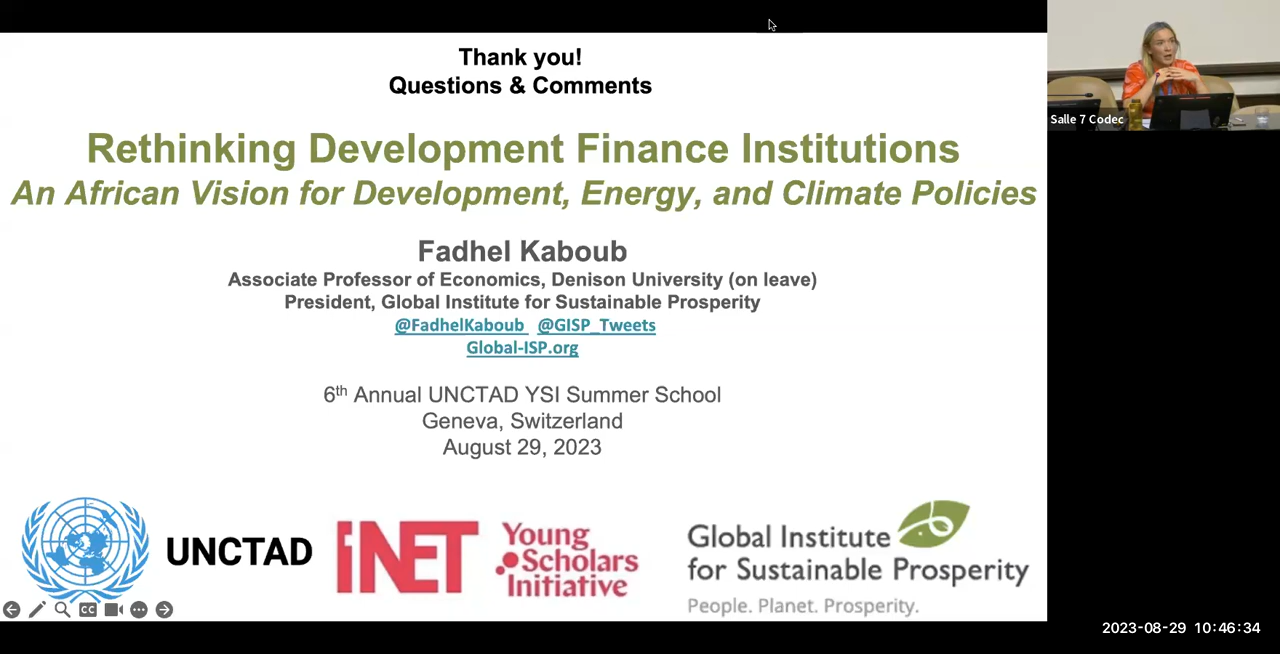 Thank you!
Questions & Comments
Rethinking Development Finance Institutions
An African Vision for Development, Energy, and Climate Policies
Fadhel Kaboub
Associate Professor of Economics, Denison University (on leave)
President, Global Institute for Sustainable Prosperity
@FadhelKaboub @GISP_Tweets
Global-ISP.org
6th Annual UNCTAD YSI Summer School
Geneva, Switzerland
August 29, 2023
UNCTAD
iNET
Young
Scholars
Initiative
Global Institute
for Sustainable Prosperity
People. Planet. Prosperity.
CC
Salle 7 Codec
2023-08-29 10:46:34